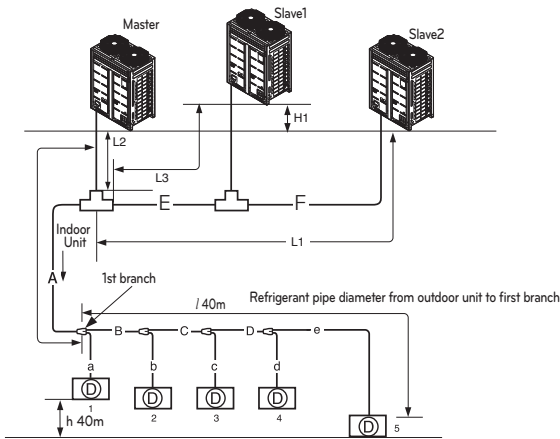 Master
Slave1
Slave2
H1
L2
L3
E
F
L1
Indoor
Unit
A
1st branch
l 40m
Refrigerant pipe diameter from outdoor unit to first branch
B
C
D
e
a
b
c
d
D
1
D
2
D
3
D
4
D
5
h 40m